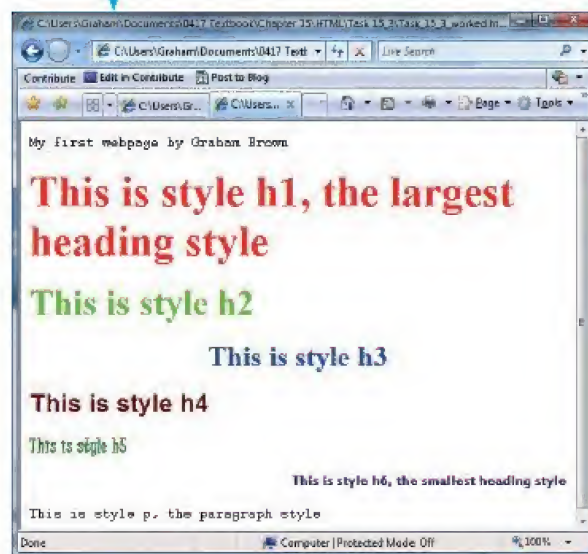 C:\Users\Graham\Documents\0417 Textbook\Chapter 15\HTML\Task 15_3\Task_15_3_worked.ht...
C:\Users\Graham\Documents\0417 Textb
Live Search
Contribute Edit in Contribute Post to Blog
C:\Users\Gr... C:\Users... Page Tools
My first webpage by Graham Brown
This is style h1, the largest
heading style
This is style h2
This is style h3
This is style h4
This is style h5
This is style h6, the smallest heading style
This is style p, the paragraph style
Done Computer | Protected Mode: Off 100%